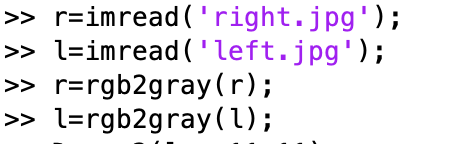 >> r=imread('right.jpg');
>> l=imread('left.jpg');
>> r=rgb2gray(r);
>> l=rgb2gray(l);